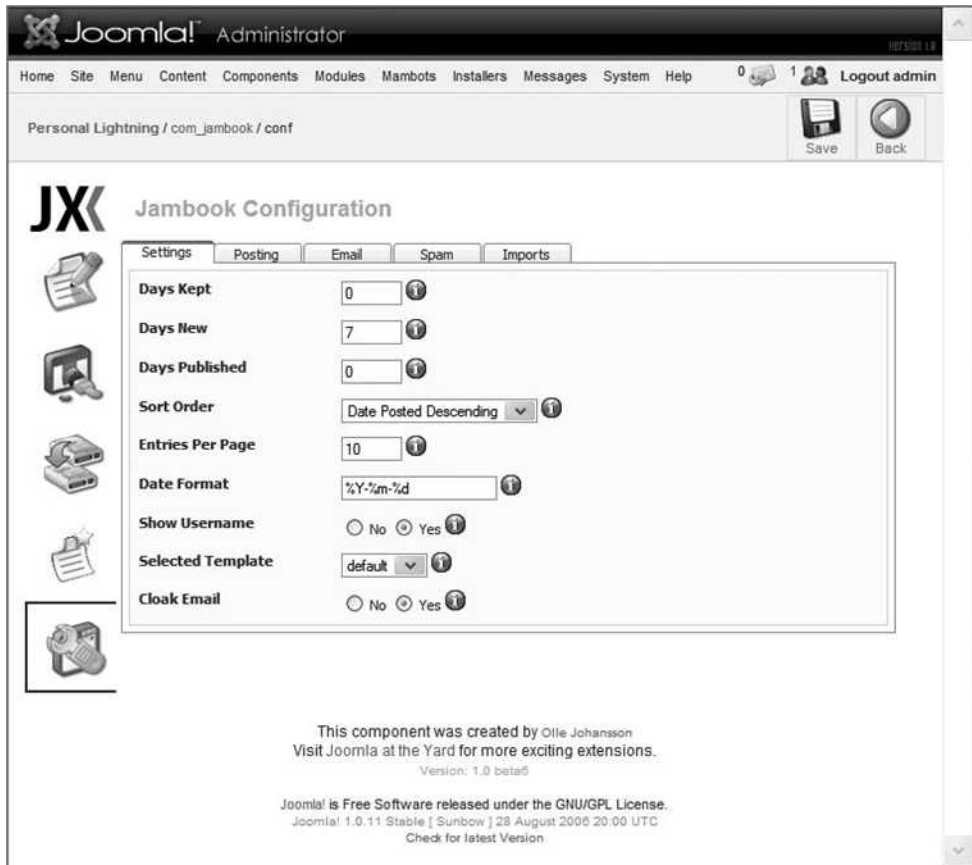 Joomla!™ Administrator
Version 1.0
Home Site Menu Content Components Modules Mambots Installers Messages System Help 0 1 Logout admin
Personal Lightning / com_jambook / conf
Save Back
JX
Jambook Configuration
Settings Posting Email Spam Imports
Days Kept 0
Days New 7
Days Published 0
Sort Order Date Posted Descending
Entries Per Page 10
Date Format %Y-%m-%d
Show Username No Yes
Selected Template default
Cloak Email No Yes
This component was created by Olle Johansson
Visit Joomla at the Yard for more exciting extensions.
Version: 1.0 beta6
Joomla! is Free Software released under the GNU/GPL License.
Joomla! 1.0.11 Stable [ Sunbow ] 28 August 2006 20:00 UTC
Check for latest Version